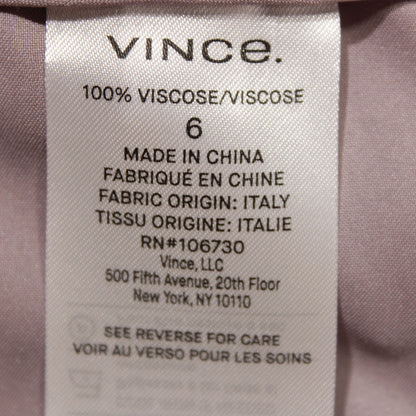 VINCE.
100% VISCOSE/VISCOSE
6
MADE IN CHINA
FABRIQUÉ EN CHINE
FABRIC ORIGIN: ITALY
TISSU ORIGINE: ITALIE
RN#106730
Vince, LLC
500 Fifth Avenue, 20th Floor
New York, NY 10110
SEE REVERSE FOR CARE
VOIR AU VERSO POUR LES SOINS